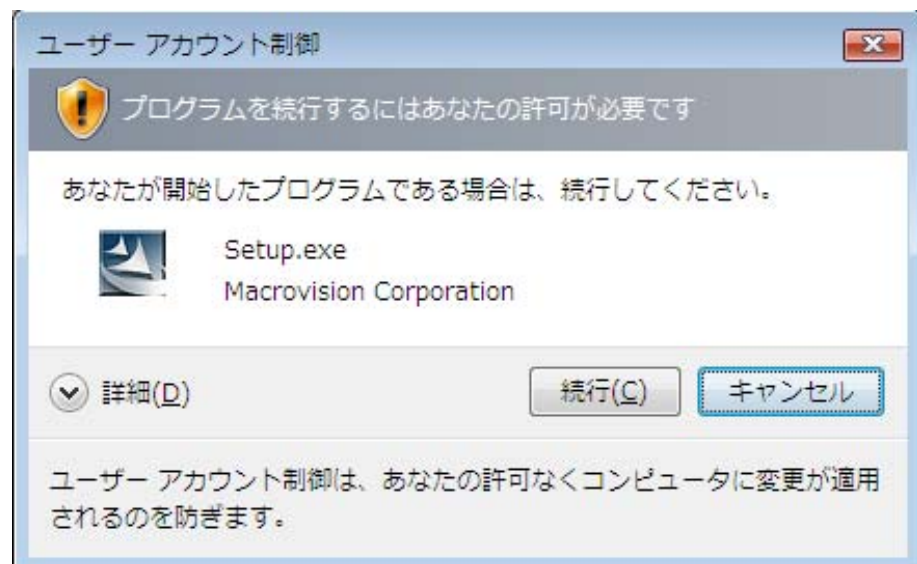 ユーザー アカウント制御
プログラムを続行するにはあなたの許可が必要です
あなたが開始したプログラムである場合は、続行してください。
Setup.exe
Macrovision Corporation
詳細(D)
続行(C)
キャンセル
ユーザー アカウント制御は、あなたの許可なくコンピュータに変更が適用
されるのを防ぎます。